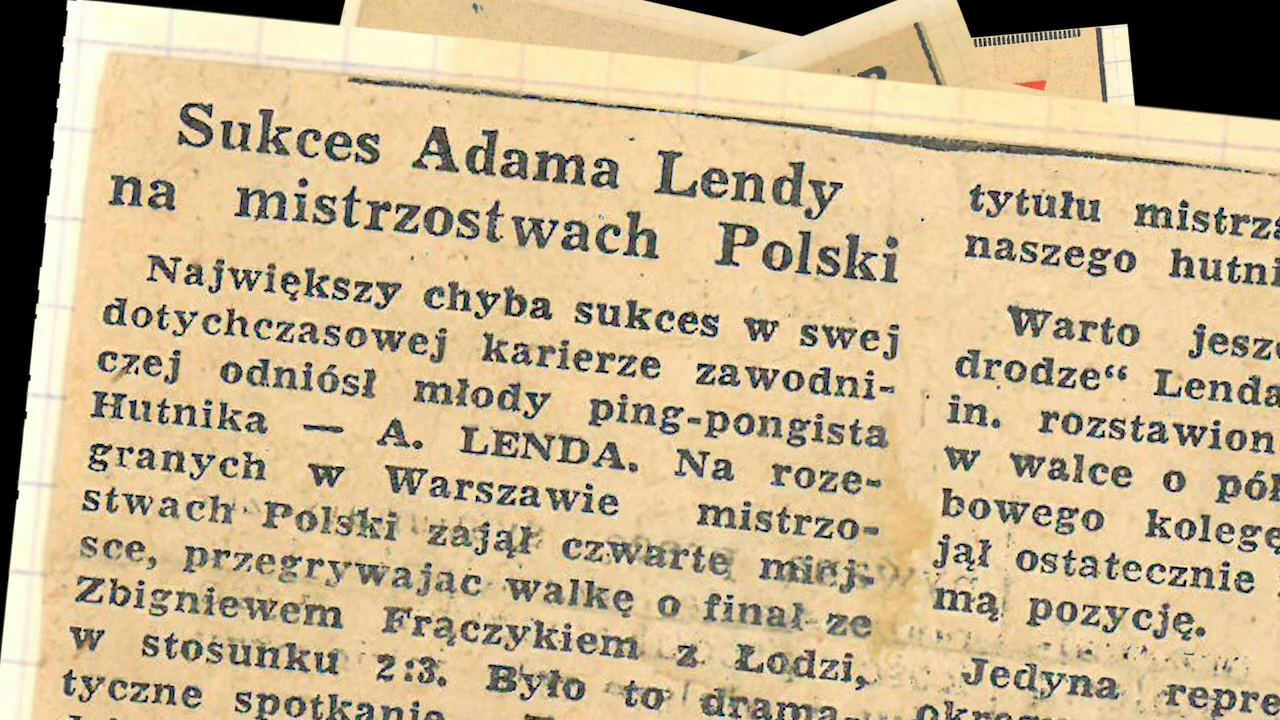 Sukces Adama Lendy
na mistrzostwach Polski
Największy chyba sukces w swej
dotychczasowej karierze zawodni-
czej odniósł młody ping-pongista
Hutnika — A. LENDA. Na roze-
granych w Warszawie mistrzo-
stwach Polski zajął czwarte miej-
sce, przegrywając walkę o finał ze
Zbigniewem Frączykiem z Łodzi,
w stosunku 2:3. Było to drama-
tyczne spotkanie.
tytułu
naszego
Warto
drodze“ Lenda
in.
w walce o
bowego kolegę
jął ostatecznie
mą pozycję.
Jedyna